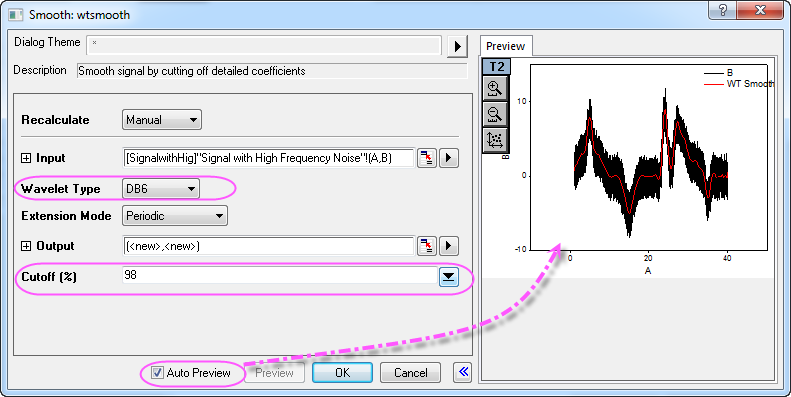 Smooth: wtsmooth
Dialog Theme *
Description Smooth signal by cutting off detailed coefficients
Recalculate Manual
Input [SignalwithHig]"Signal with High Frequency Noise"!(A,B)
Wavelet Type DB6
Extension Mode Periodic
Output (<new>,<new>)
Cutoff (%) 98
Auto Preview Preview OK Cancel
Preview
T2
B
WT Smooth
10
B
0
-10
0 20 40
A